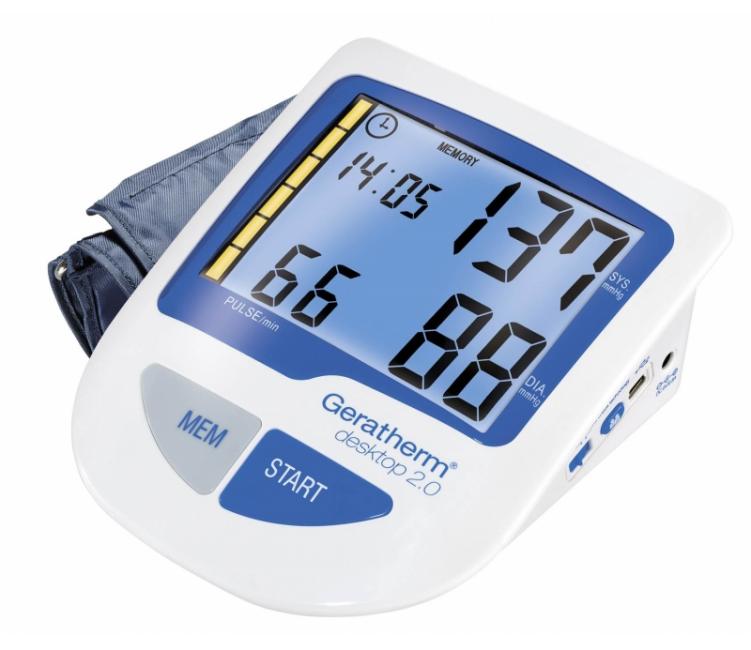 MEMORY
14:05
137
SYS.
mmHg
66
PULSE/min
88
DIA.
mmHg
Geratherm®
desktop 2.0
MEM
START